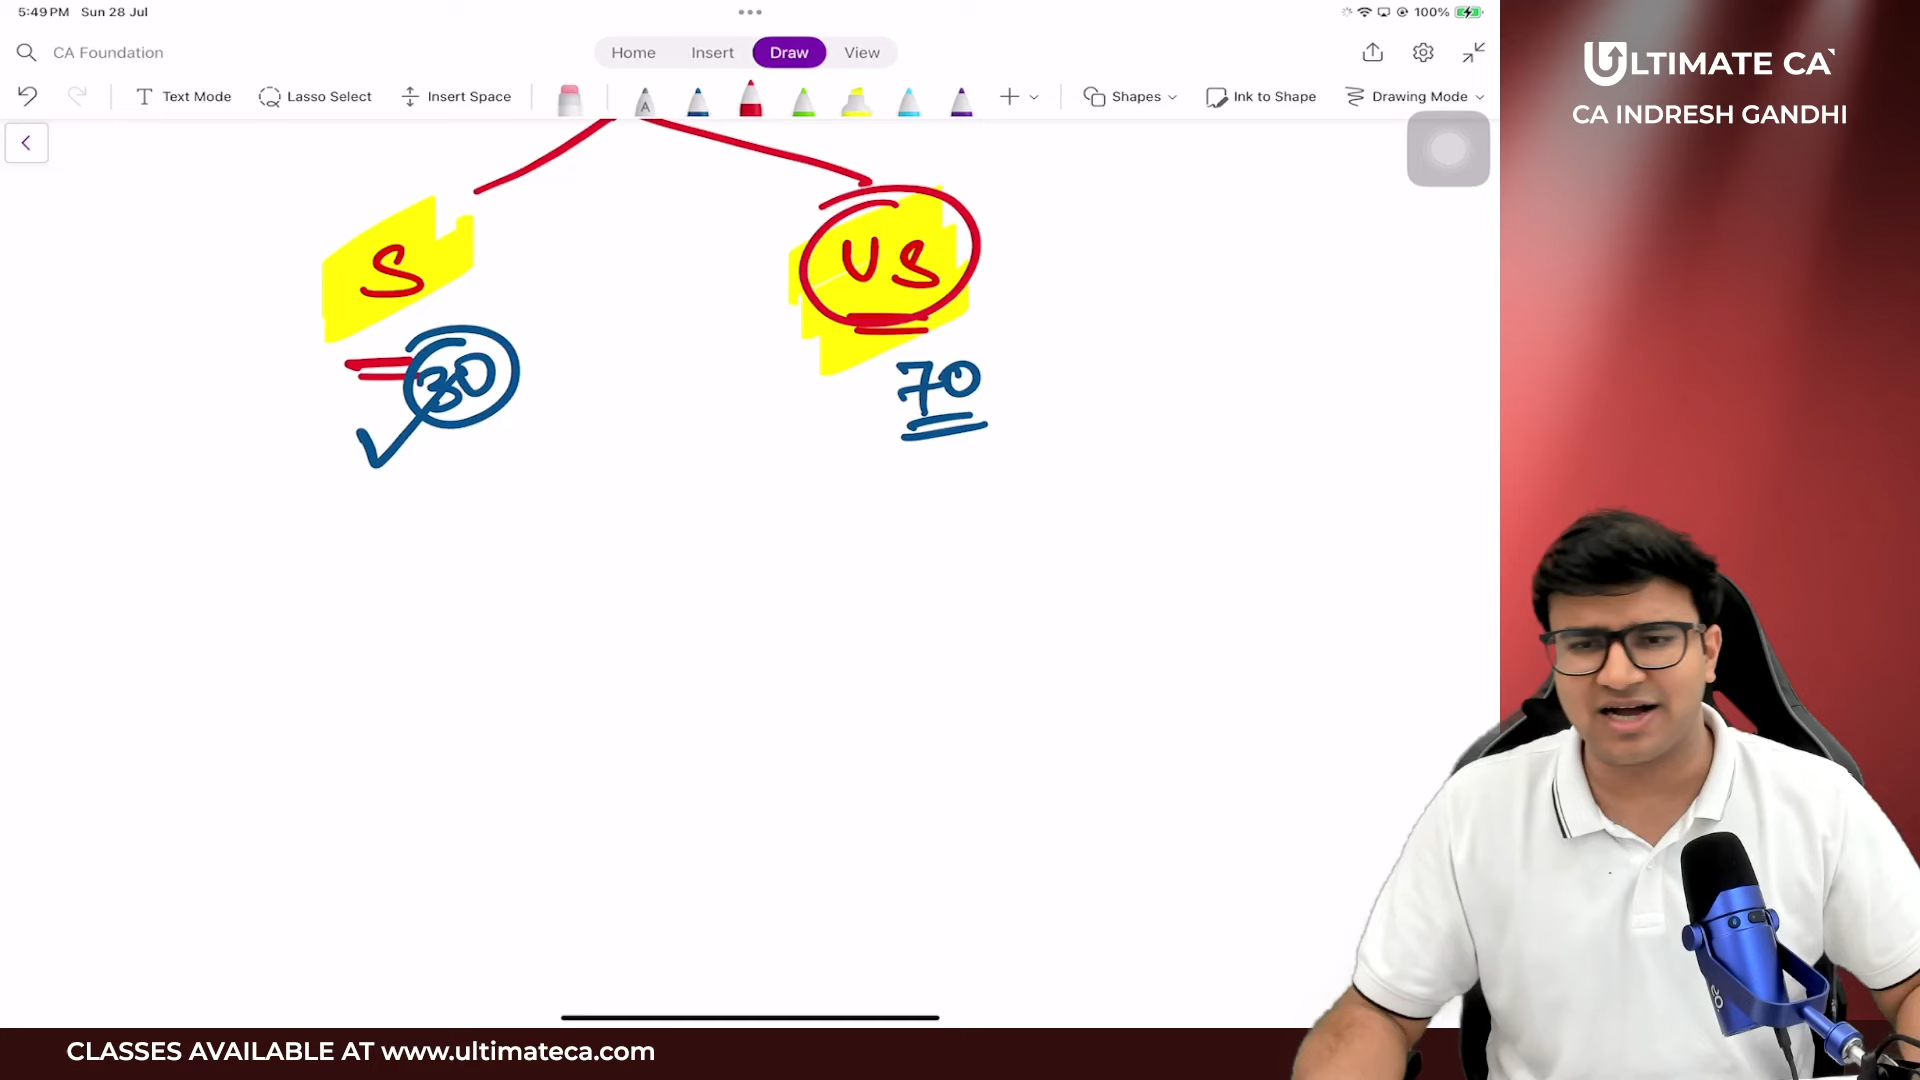 5:49 PM Sun 28 Jul
100%
CA Foundation
Home Insert Draw View
Text Mode Lasso Select Insert Space Shapes Ink to Shape Drawing Mode
A
ULTIMATE CA
CA INDRESH GANDHI
S US
30 70
CLASSES AVAILABLE AT www.ultimateca.com